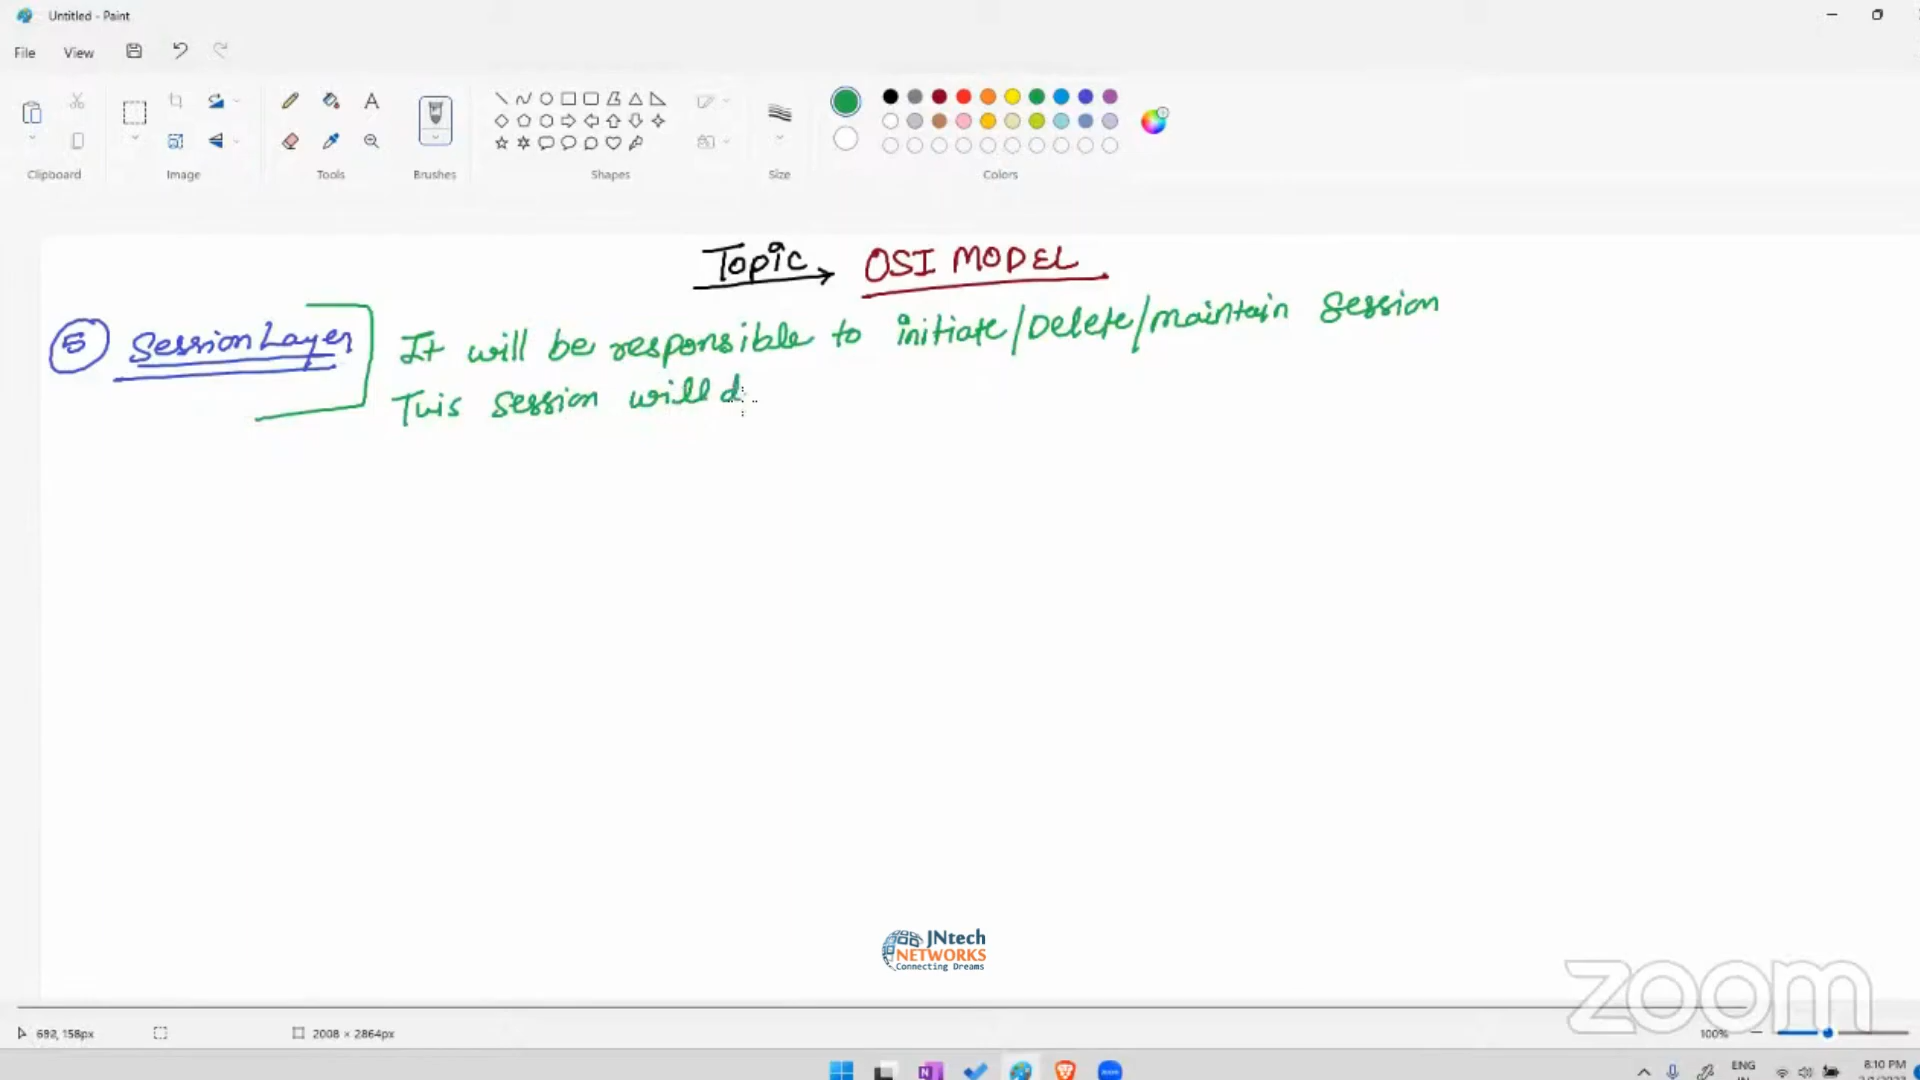 Untitled - Paint
File View
Clipboard Image Tools Brushes Shapes Size Colors
Topic → OSI MODEL
5 Session Layer
It will be responsible to initiate/Delete/maintain session
This session will d
JNtech
NETWORKS
Connecting Dreams
zoom
692, 158px 2008 × 2864px 100%
ENG
8:10 PM